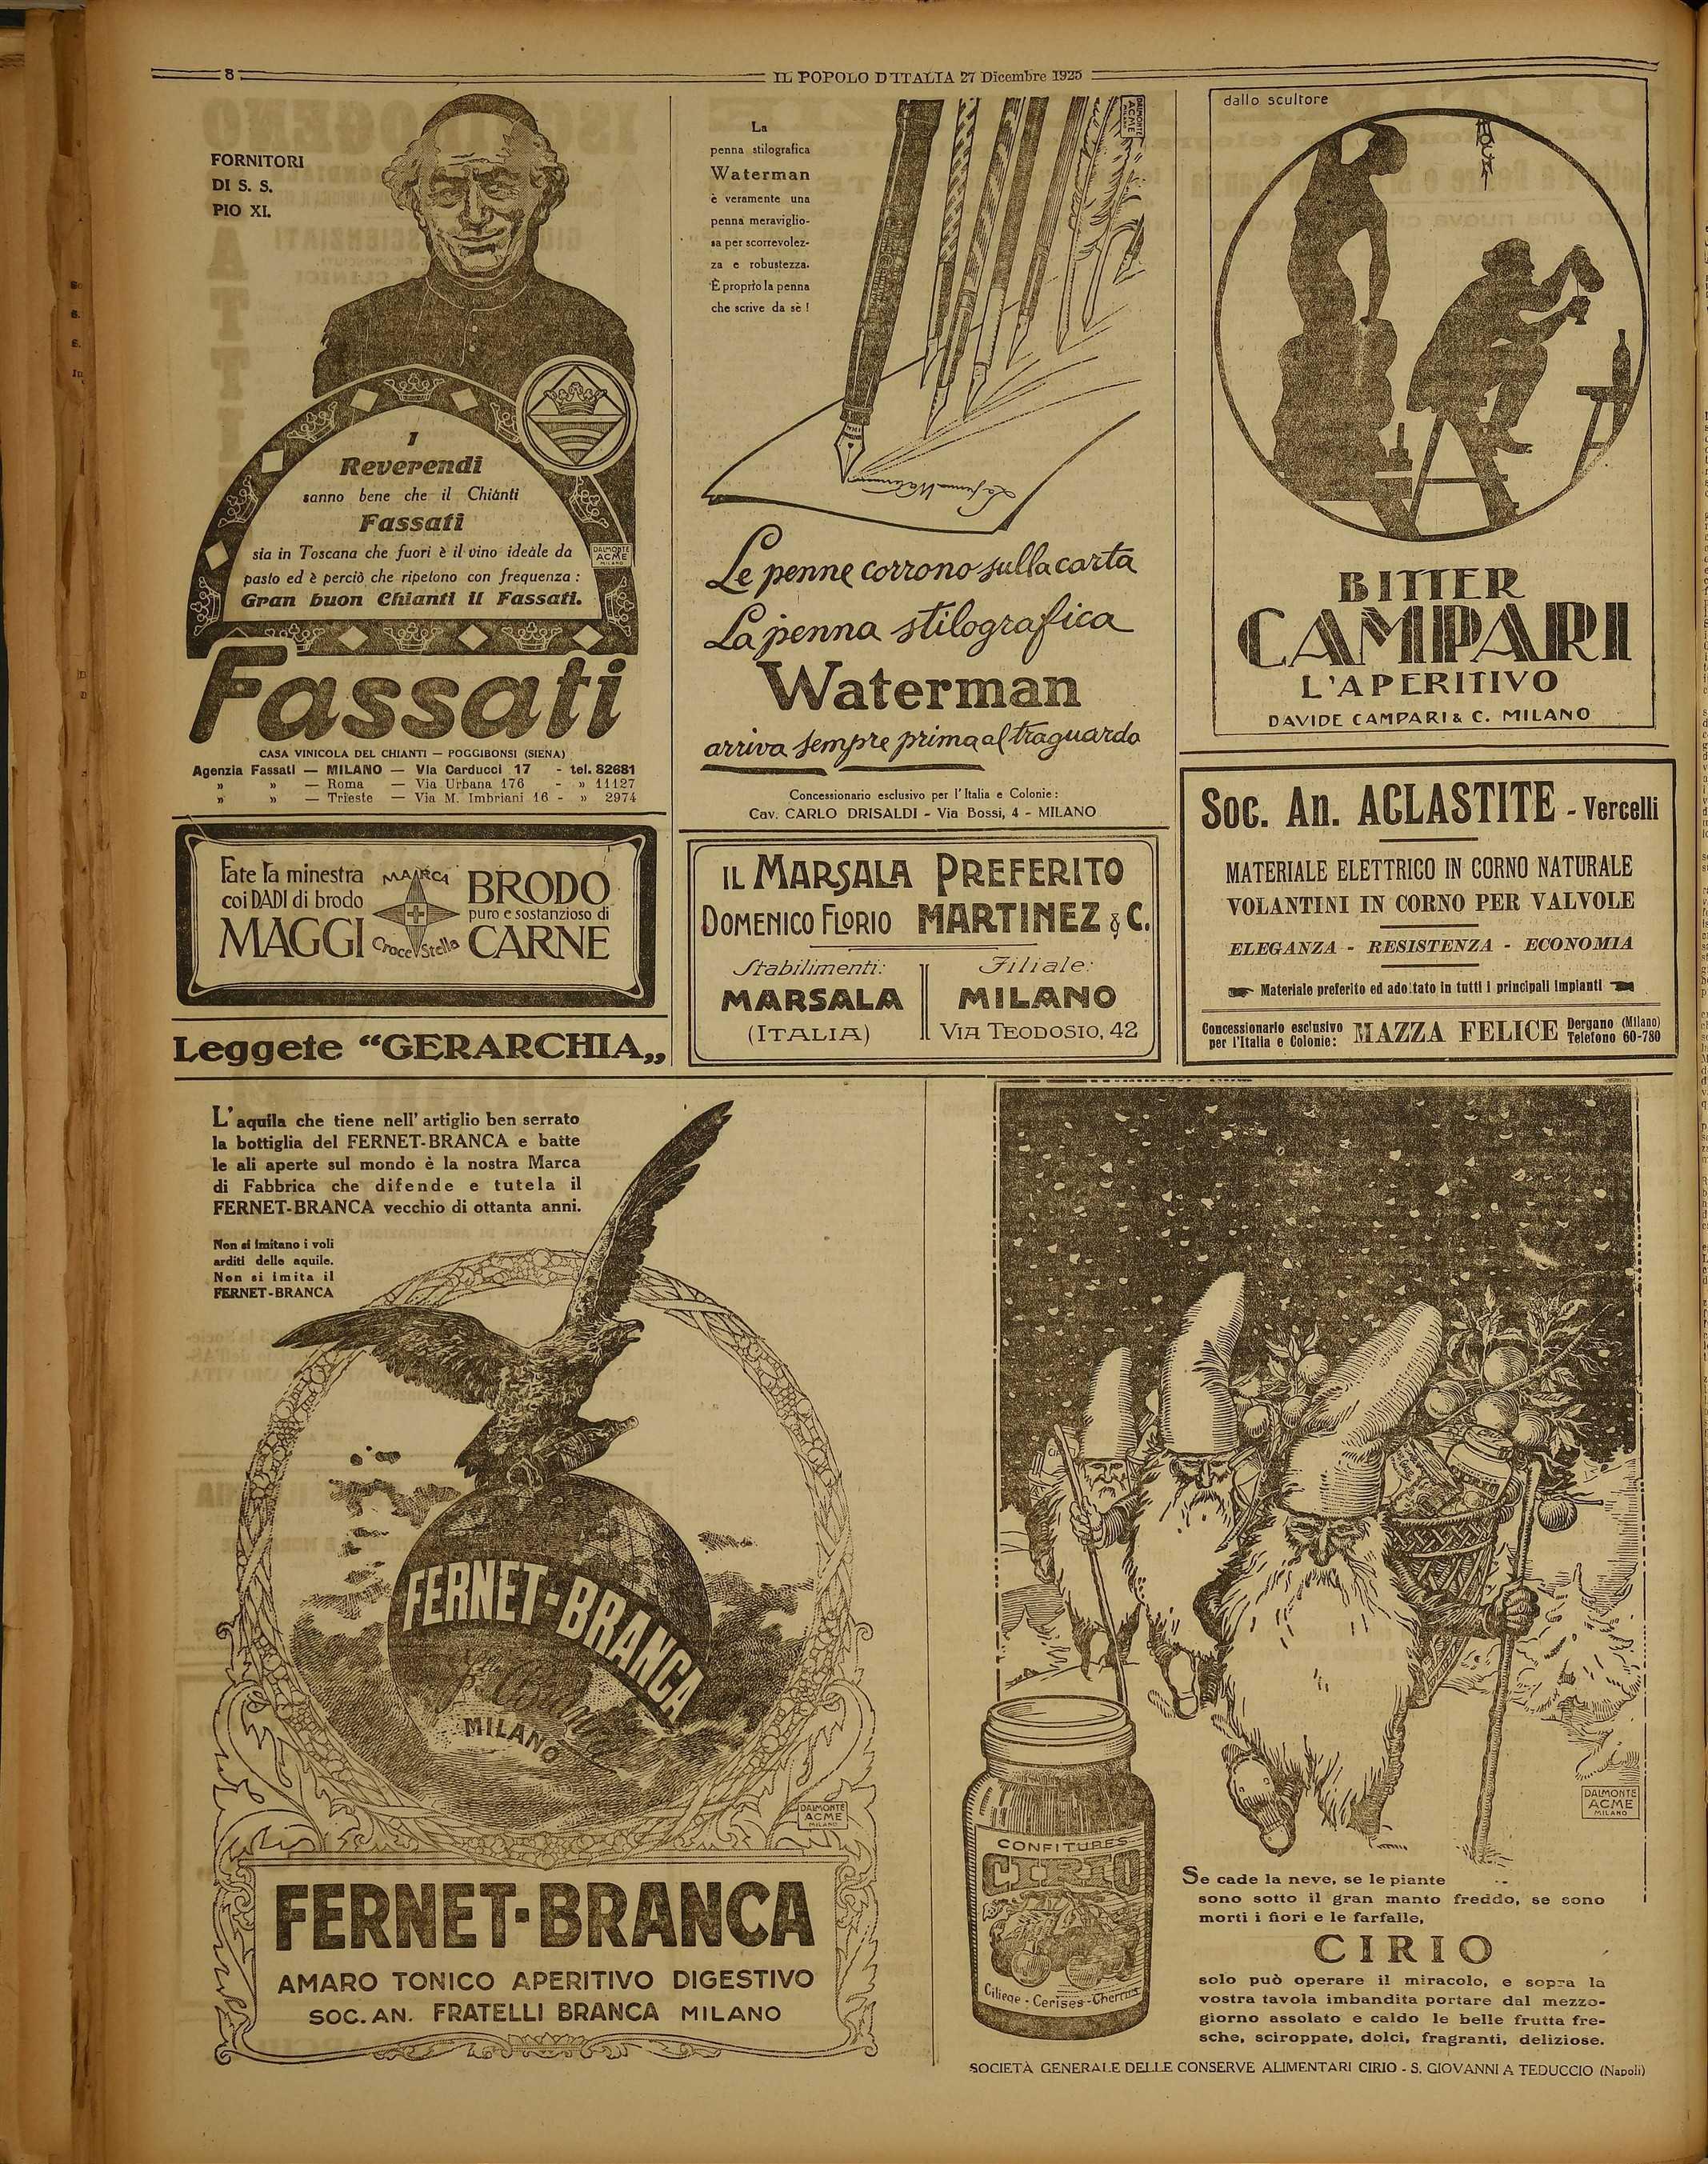 8
IL POPOLO D'ITALIA 27 Dicembre 1925
FORNITORI
DI S. S.
PIO XI.
I
Reverendi
sanno bene che il Chiánti
Fassati
sia in Toscana che fuori è il vino ideàle da
pasto ed è perciò che ripetono con frequenza :
Gran buon Chianti il Fassati.
DALMONTE
ACME
MILANO
Fassati
CASA VINICOLA DEL CHIANTI — POGGIBONSI (SIENA)
Agenzia Fassati — MILANO — Via Carducci 17 - tel. 82681
» » — Roma — Via Urbana 176 - » 11127
» » — Trieste — Via M. Imbriani 16 - » 2974
Fate la minestra
coi DADI di brodo
MAGGI
MARCA
Croce Stella
BRODO
puro e sostanzioso di
CARNE
Leggete “GERARCHIA„
La
penna stilografica
Waterman
è veramente una
penna meraviglio-
sa per scorrevolez-
za e robustezza.
È proprio la penna
che scrive da sè !
DALMONTE
ACME
MILANO
La penna Waterman
Le penne corrono sulla carta
La penna stilografica
Waterman
arriva sempre prima al traguardo
Concessionario esclusivo per l'Italia e Colonie :
Cav. CARLO DRISALDI - Via Bossi, 4 - MILANO
IL MARSALA PREFERITO
DOMENICO FLORIO MARTINEZ & C.
Stabilimenti:
MARSALA
(ITALIA)
Filiale:
MILANO
VIA TEODOSIO, 42
dallo scultore
BITTER
CAMPARI
L'APERITIVO
DAVIDE CAMPARI & C. MILANO
Soc. An. ACLASTITE - Vercelli
MATERIALE ELETTRICO IN CORNO NATURALE
VOLANTINI IN CORNO PER VALVOLE
ELEGANZA - RESISTENZA - ECONOMIA
Materiale preferito ed adottato in tutti i principali impianti
Concessionario esclusivo
per l'Italia e Colonie:
MAZZA FELICE
Dergano (Milano)
Telefono 60-780
L'aquila che tiene nell' artiglio ben serrato
la bottiglia del FERNET-BRANCA e batte
le ali aperte sul mondo è la nostra Marca
di Fabbrica che difende e tutela il
FERNET-BRANCA vecchio di ottanta anni.
Non si imitano i voli
arditi delle aquile.
Non si imita il
FERNET-BRANCA
FERNET-BRANCA
F.lli Branca
MILANO
DALMONTE
ACME
MILANO
FERNET-BRANCA
AMARO TONICO APERITIVO DIGESTIVO
SOC. AN. FRATELLI BRANCA MILANO
DALMONTE
ACME
MILANO
CONFITURES
CIRIO
Ciliege - Cerises - Cherries
Se cade la neve, se le piante
sono sotto il gran manto freddo, se sono
morti i fiori e le farfalle,
CIRIO
solo può operare il miracolo, e sopra la
vostra tavola imbandita portare dal mezzo-
giorno assolato e caldo le belle frutta fre-
sche, sciroppate, dolci, fragranti, deliziose.
SOCIETÀ GENERALE DELLE CONSERVE ALIMENTARI CIRIO - S. GIOVANNI A TEDUCCIO (Napoli)